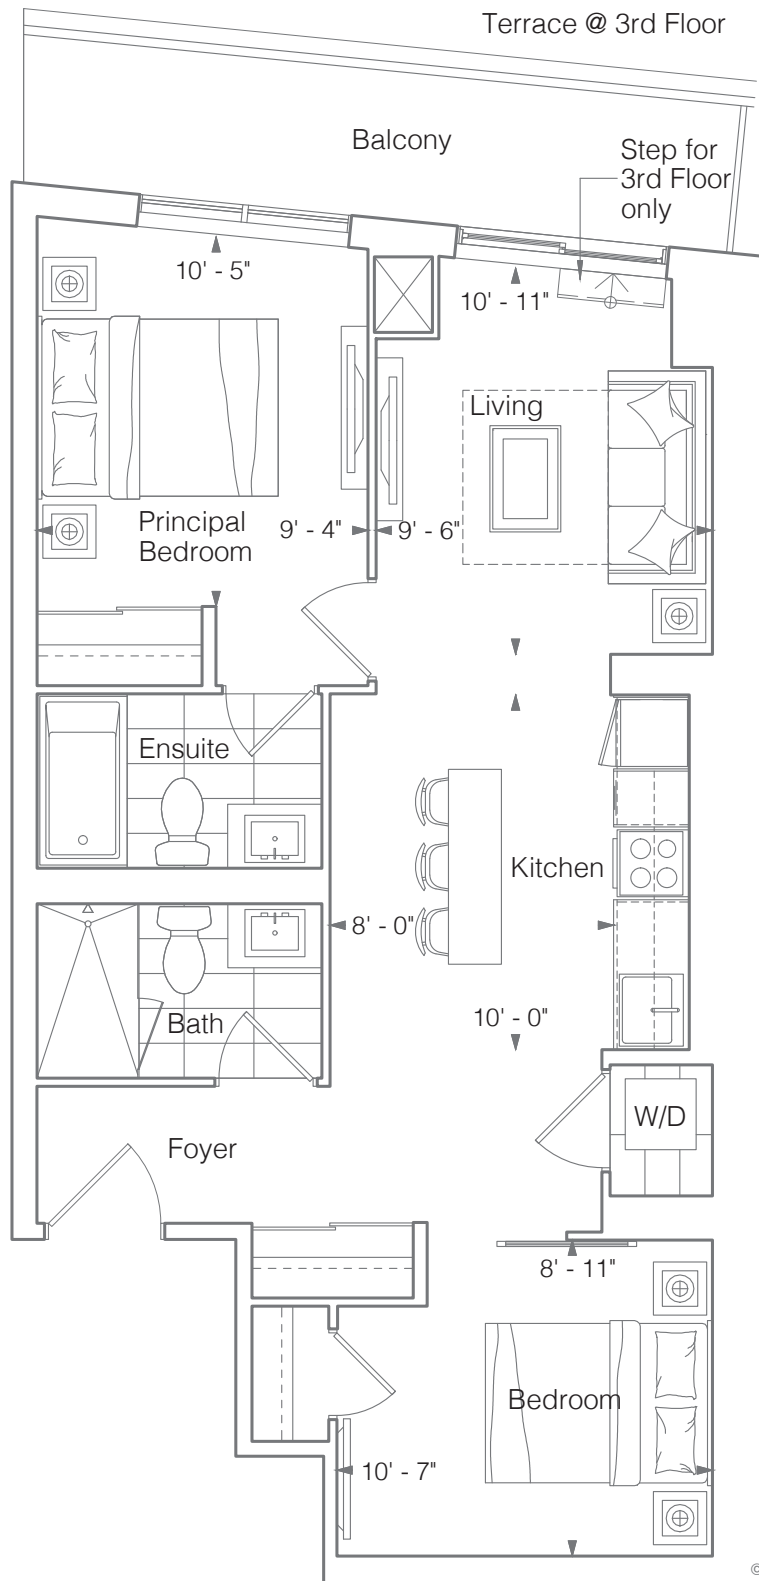 Terrace @ 3rd Floor
Balcony
Step for
3rd Floor
only
10' - 5"
10' - 11"
Living
Principal
Bedroom
9' - 4"
9' - 6"
Ensuite
Kitchen
8' - 0"
10' - 0"
Bath
W/D
Foyer
8' - 11"
Bedroom
10' - 7"
©